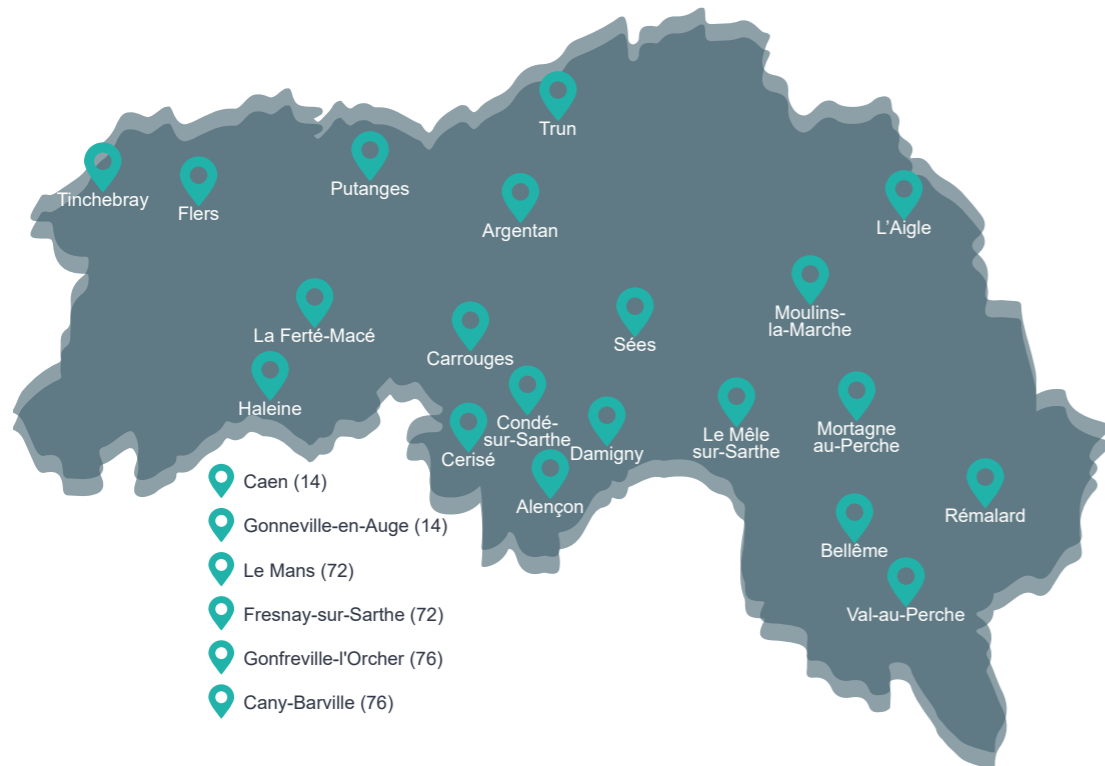 Trun
Tinchebray
Flers
Putanges
Argentan
L'Aigle
La Ferté-Macé
Carrouges
Sées
Moulins-
la-Marche
Haleine
Cerisé
Condé-
sur-Sarthe
Damigny
Le Mêle
sur-Sarthe
Mortagne
au-Perche
Alençon
Rémalard
Bellême
Val-au-Perche
Caen (14)
Gonneville-en-Auge (14)
Le Mans (72)
Fresnay-sur-Sarthe (72)
Gonfreville-l'Orcher (76)
Cany-Barville (76)